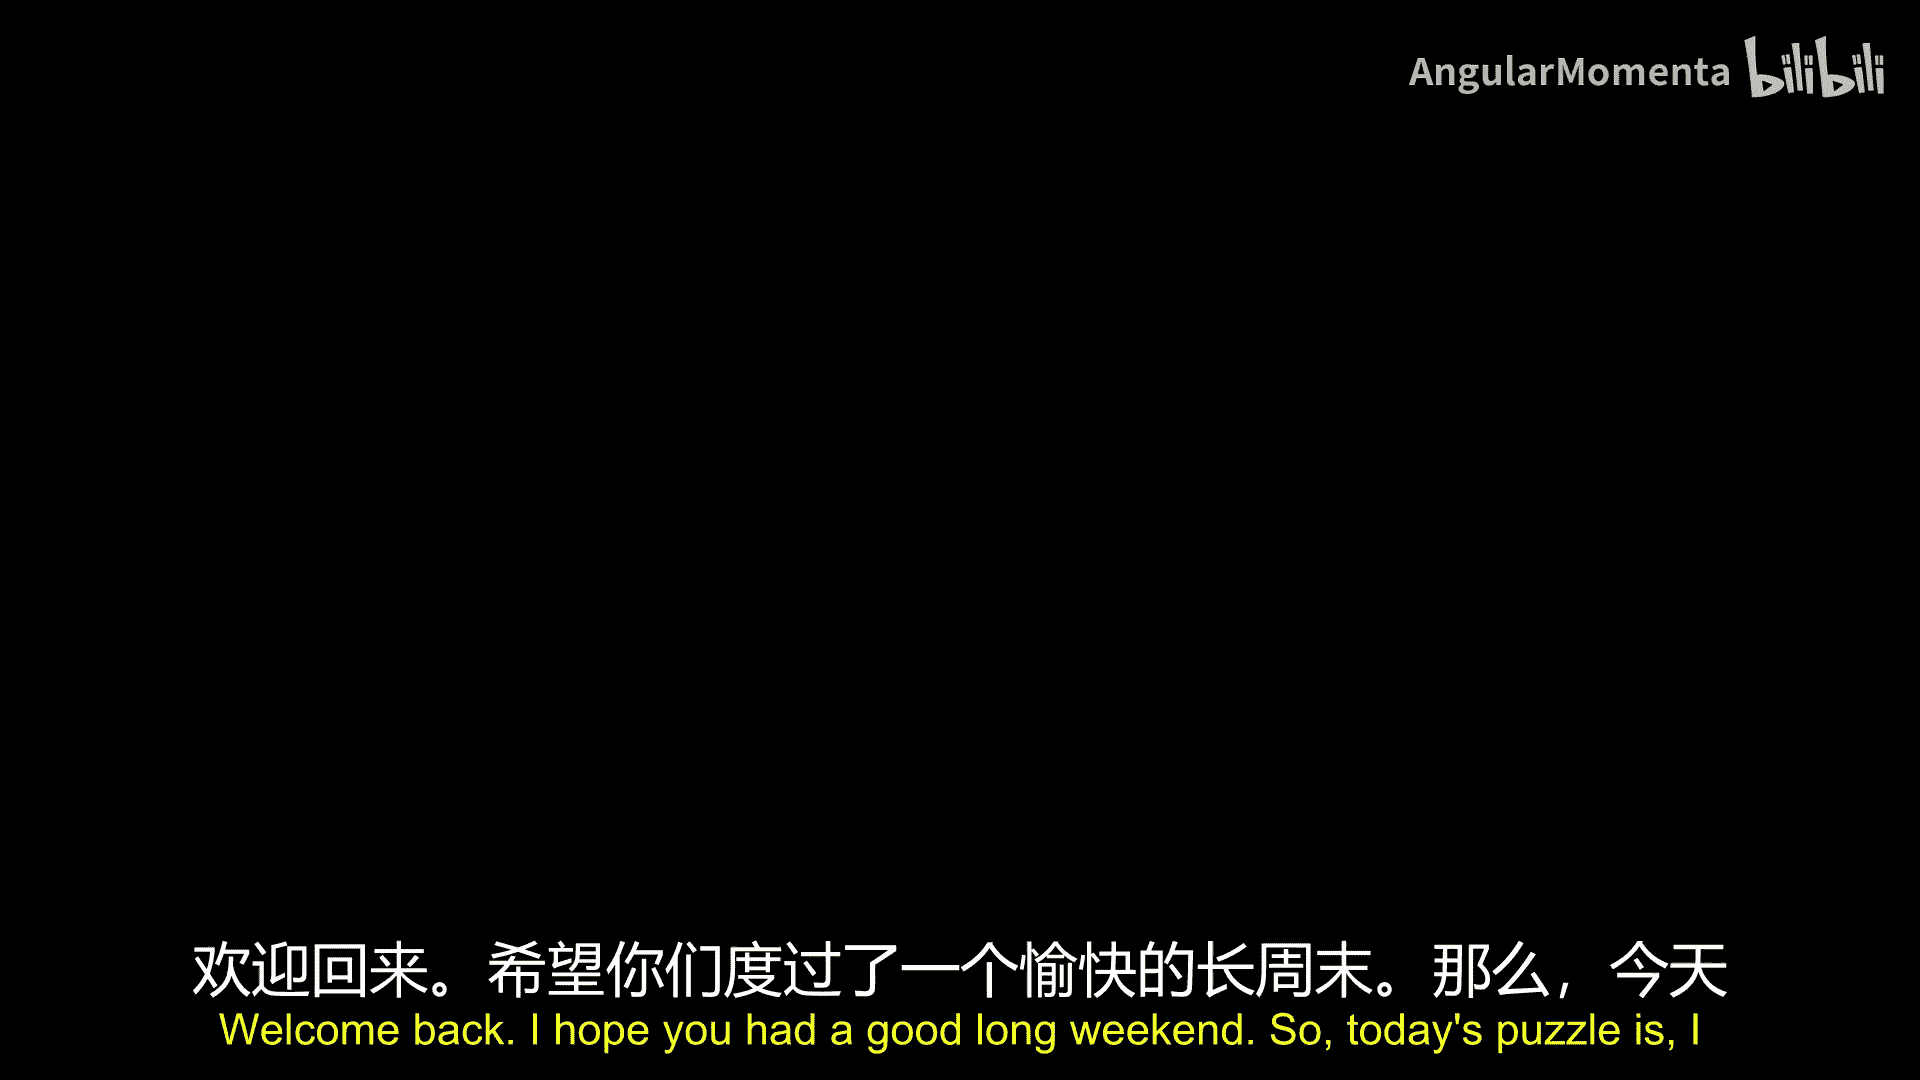 AngularMomenta bilibili
欢迎回来。希望你们度过了一个愉快的长周末。那么，今天
Welcome back. I hope you had a good long weekend. So, today's puzzle is, I